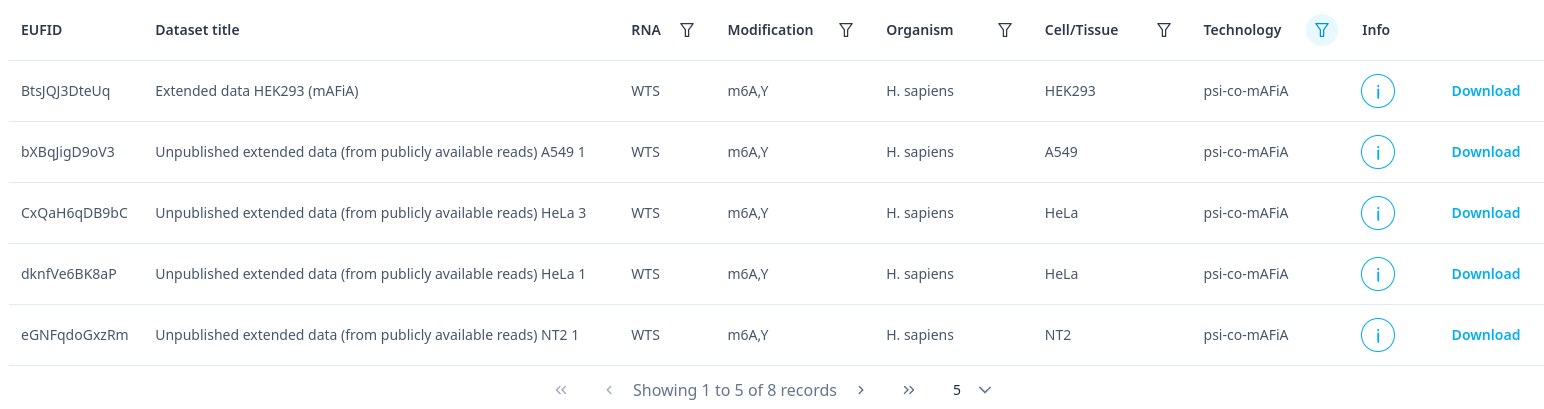 EUFID Dataset title RNA Modification Organism Cell/Tissue Technology Info
BtsJQJ3DteUq Extended data HEK293 (mAFiA) WTS m6A,Y H. sapiens HEK293 psi-co-mAFiA i Download
bXBqJigD9oV3 Unpublished extended data (from publicly available reads) A549 1 WTS m6A,Y H. sapiens A549 psi-co-mAFiA i Download
CxQaH6qDB9bC Unpublished extended data (from publicly available reads) HeLa 3 WTS m6A,Y H. sapiens HeLa psi-co-mAFiA i Download
dknfVe6BK8aP Unpublished extended data (from publicly available reads) HeLa 1 WTS m6A,Y H. sapiens HeLa psi-co-mAFiA i Download
eGNFqdoGxzRm Unpublished extended data (from publicly available reads) NT2 1 WTS m6A,Y H. sapiens NT2 psi-co-mAFiA i Download
Showing 1 to 5 of 8 records 5